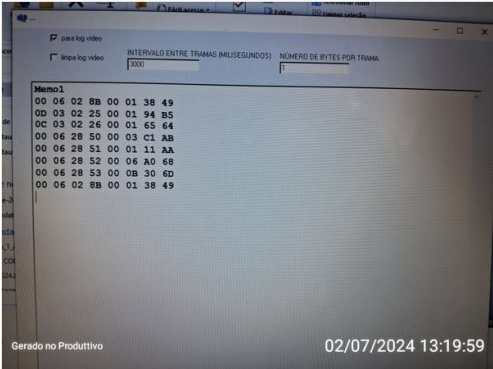 Fácil acesso
Editar
para log video
limpa log video
INTERVALO ENTRE TRAMAS (MILISEGUNDOS)
3000
NÚMERO DE BYTES POR TRAMA
1
Memo1
00 06 02 8B 00 01 38 49
0D 03 02 25 00 01 94 B5
0C 03 02 26 00 01 65 64
00 06 28 50 00 03 C1 AB
00 06 28 51 00 01 11 AA
00 06 28 52 00 06 A0 68
00 06 28 53 00 0B 30 6D
00 06 02 8B 00 01 38 49
Gerado no Produttivo
02/07/2024 13:19:59